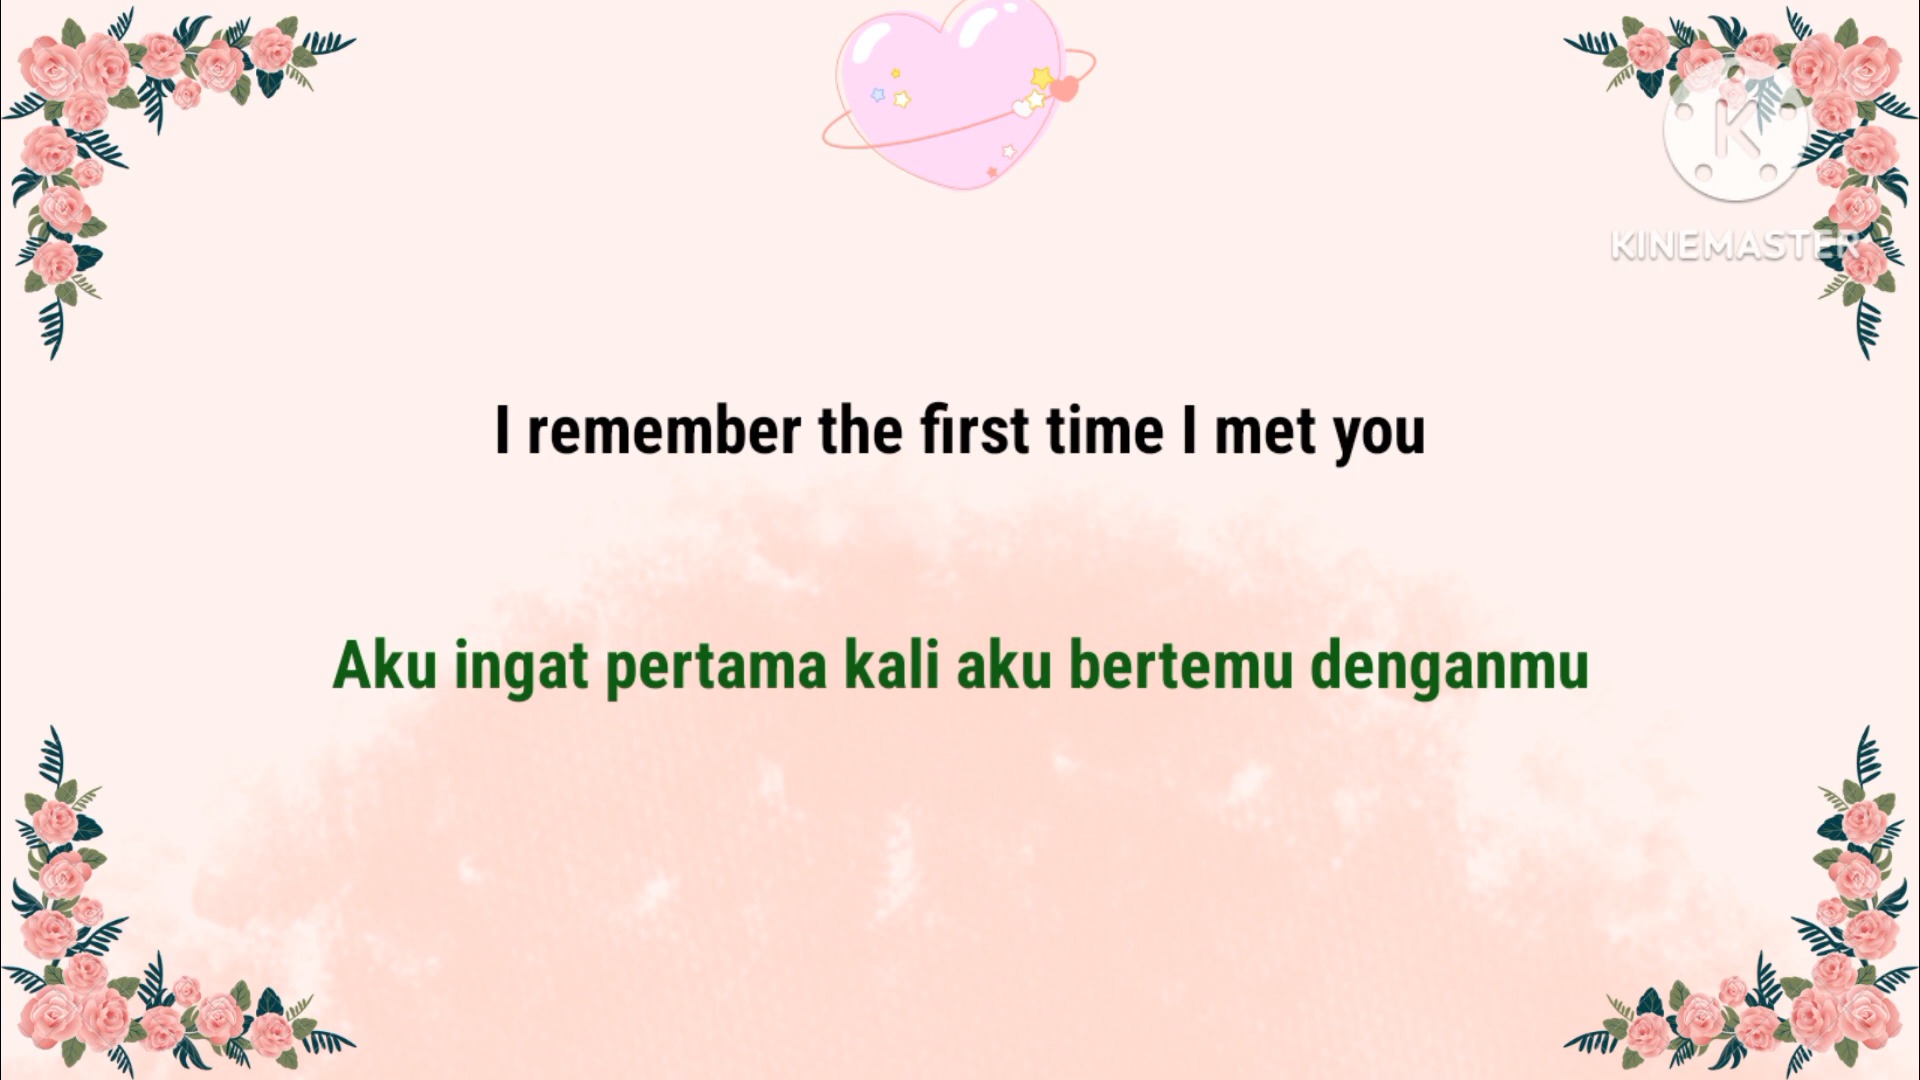 K
KINEMASTER
I remember the first time I met you
Aku ingat pertama kali aku bertemu denganmu